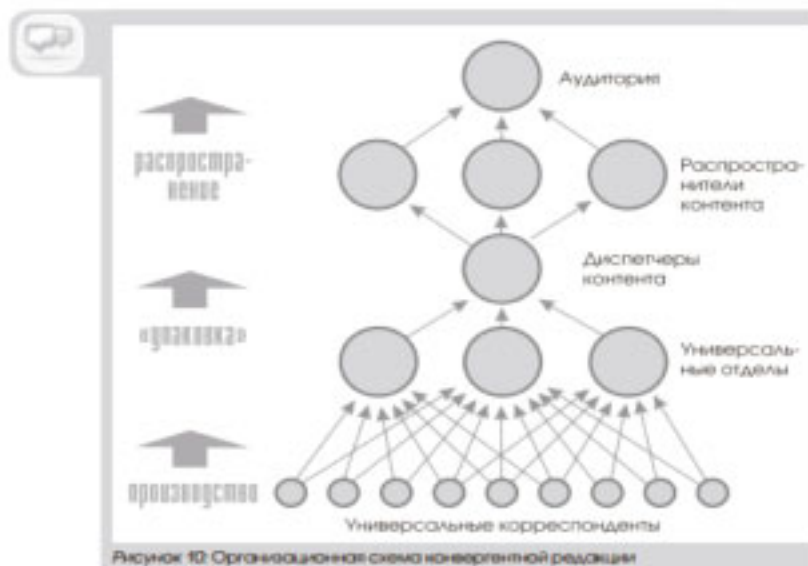 Аудитория
распростра-
нение
Распростра-
нители
контента
Диспетчеры
контента
«упаковка»
Универсаль-
ные отделы
производство
Универсальные корреспонденты
Рисунок 10: Организационная схема конвергентной редакции